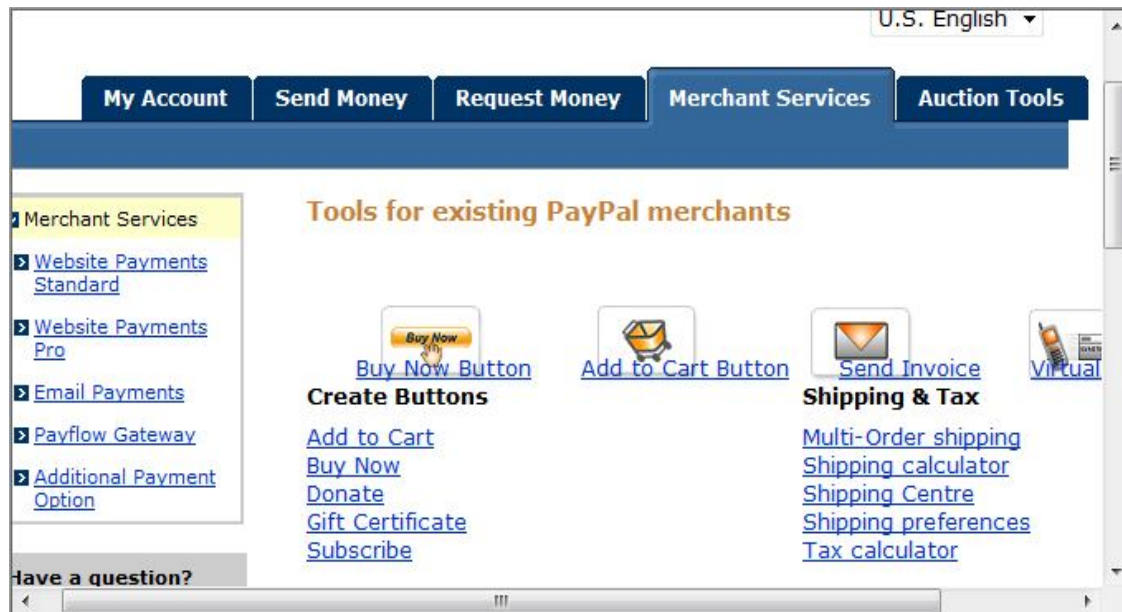 U.S. English
My Account Send Money Request Money Merchant Services Auction Tools
Merchant Services
Website Payments
Standard
Website Payments
Pro
Email Payments
Payflow Gateway
Additional Payment
Option
Have a question?
Tools for existing PayPal merchants
Buy Now
Buy Now Button Add to Cart Button Send Invoice Virtual
Create Buttons
Add to Cart
Buy Now
Donate
Gift Certificate
Subscribe
Shipping & Tax
Multi-Order shipping
Shipping calculator
Shipping Centre
Shipping preferences
Tax calculator